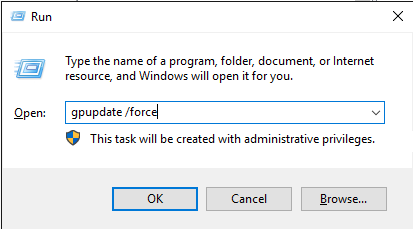 Run
Type the name of a program, folder, document, or Internet
resource, and Windows will open it for you.
Open: gpupdate /force
This task will be created with administrative privileges.
OK Cancel Browse...